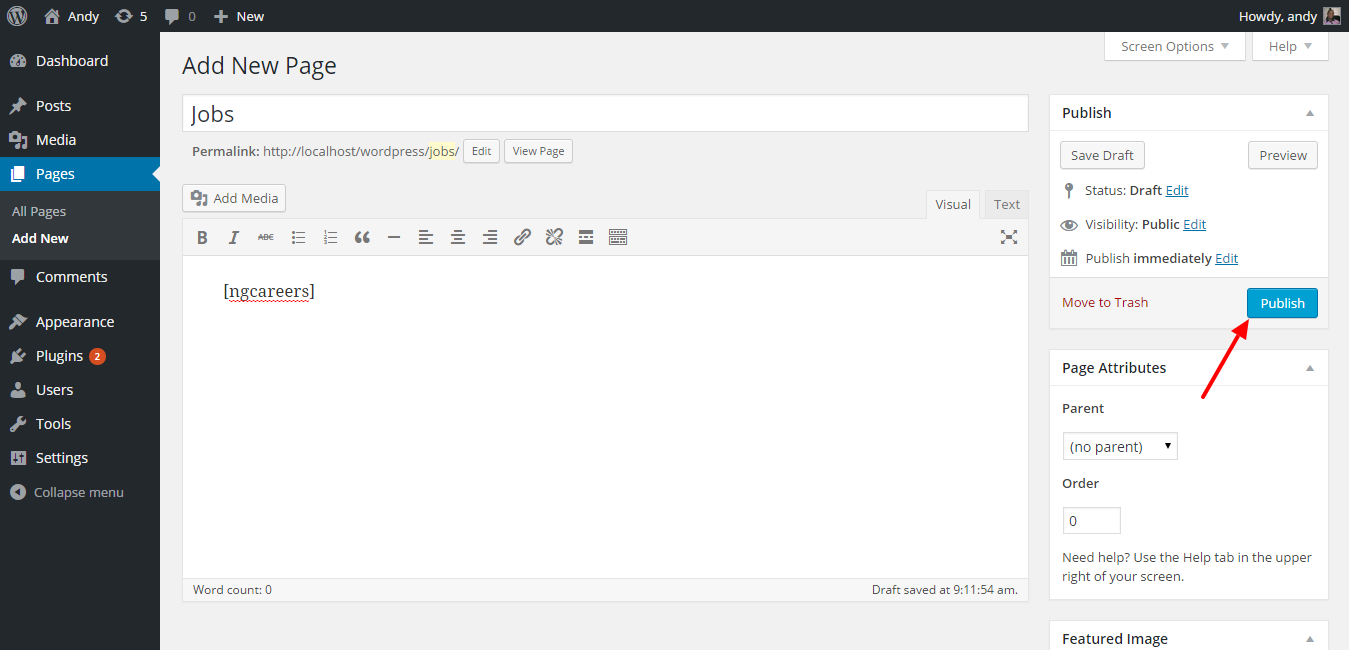 Andy 5 0 New Howdy, andy
Dashboard
Posts
Media
Pages
All Pages
Add New
Comments
Appearance
Plugins 2
Users
Tools
Settings
Collapse menu
Screen Options Help
Add New Page
Jobs
Permalink: http://localhost/wordpress/jobs/ Edit View Page
Add Media
Visual Text
B I ABC
[ngcareers]
Word count: 0 Draft saved at 9:11:54 am.
Publish
Save Draft Preview
Status: Draft Edit
Visibility: Public Edit
Publish immediately Edit
Move to Trash Publish
Page Attributes
Parent
(no parent)
Order
0
Need help? Use the Help tab in the upper
right of your screen.
Featured Image